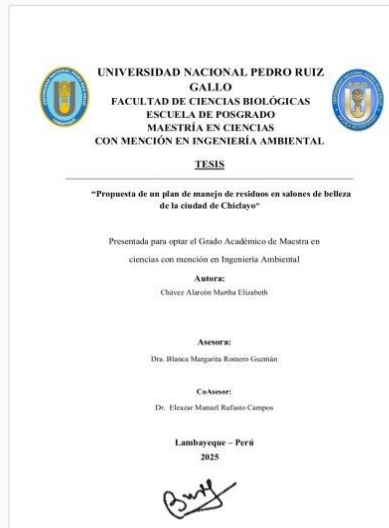 UNIVERSIDAD NACIONAL PEDRO RUIZ
GALLO
FACULTAD DE CIENCIAS BIOLÓGICAS
ESCUELA DE POSGRADO
MAESTRÍA EN CIENCIAS
CON MENCIÓN EN INGENIERÍA AMBIENTAL
TESIS
“Propuesta de un plan de manejo de residuos en salones de belleza
de la ciudad de Chiclayo”
Presentada para optar el Grado Académico de Maestra en
ciencias con mención en Ingeniería Ambiental
Autora:
Chávez Alarcón Martha Elizabeth
Asesora:
Dra. Blanca Margarita Romero Guzmán
CoAsesor:
Dr. Eleazar Manuel Rufasto Campos
Lambayeque – Perú
2025